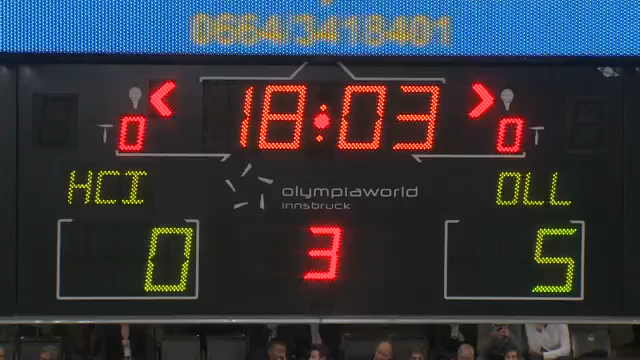 0664/3418401
< 18:03 >
T 0 0 T
HCI OLL
olympiaworld
innsbruck
0 3 5